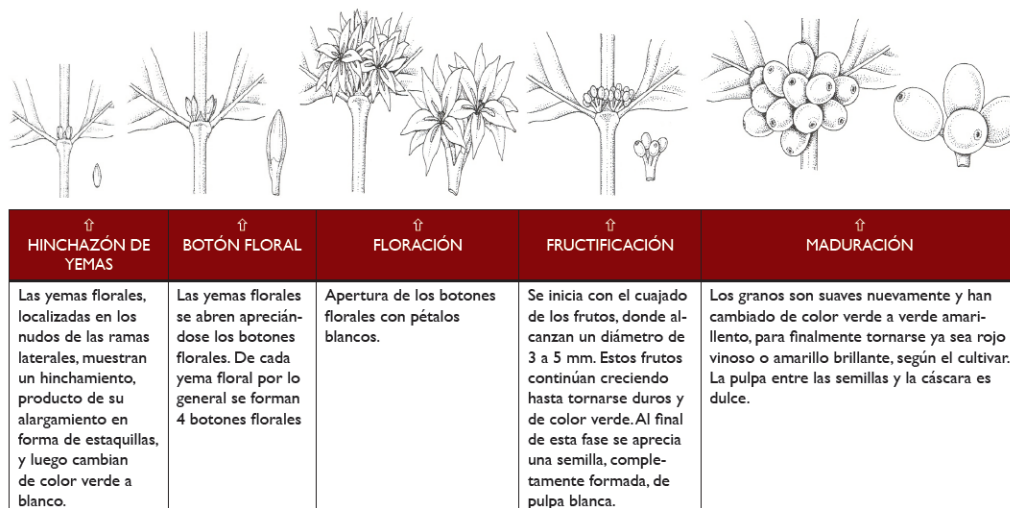 ⇧
HINCHAZÓN DE
YEMAS
⇧
BOTÓN FLORAL
⇧
FLORACIÓN
⇧
FRUCTIFICACIÓN
⇧
MADURACIÓN
Las yemas florales,
localizadas en los
nudos de las ramas
laterales, muestran
un hinchamiento,
producto de su
alargamiento en
forma de estaquillas,
y luego cambian
de color verde a
blanco.
Las yemas florales
se abren aprecián-
dose los botones
florales. De cada
yema floral por lo
general se forman
4 botones florales
Apertura de los botones
florales con pétalos
blancos.
Se inicia con el cuajado
de los frutos, donde al-
canzan un diámetro de
3 a 5 mm. Estos frutos
continúan creciendo
hasta tornarse duros y
de color verde. Al final
de esta fase se aprecia
una semilla, comple-
tamente formada, de
pulpa blanca.
Los granos son suaves nuevamente y han
cambiado de color verde a verde amari-
llento, para finalmente tornarse ya sea rojo
vinoso o amarillo brillante, según el cultivar.
La pulpa entre las semillas y la cáscara es
dulce.